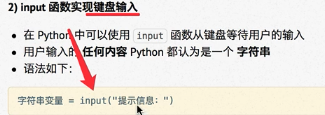 2) input 函数实现键盘输入
在 Python 中可以使用 input 函数从键盘等待用户的输入
用户输入的 任何内容 Python 都认为是一个 字符串
语法如下：
字符串变量 = input("提示信息：")